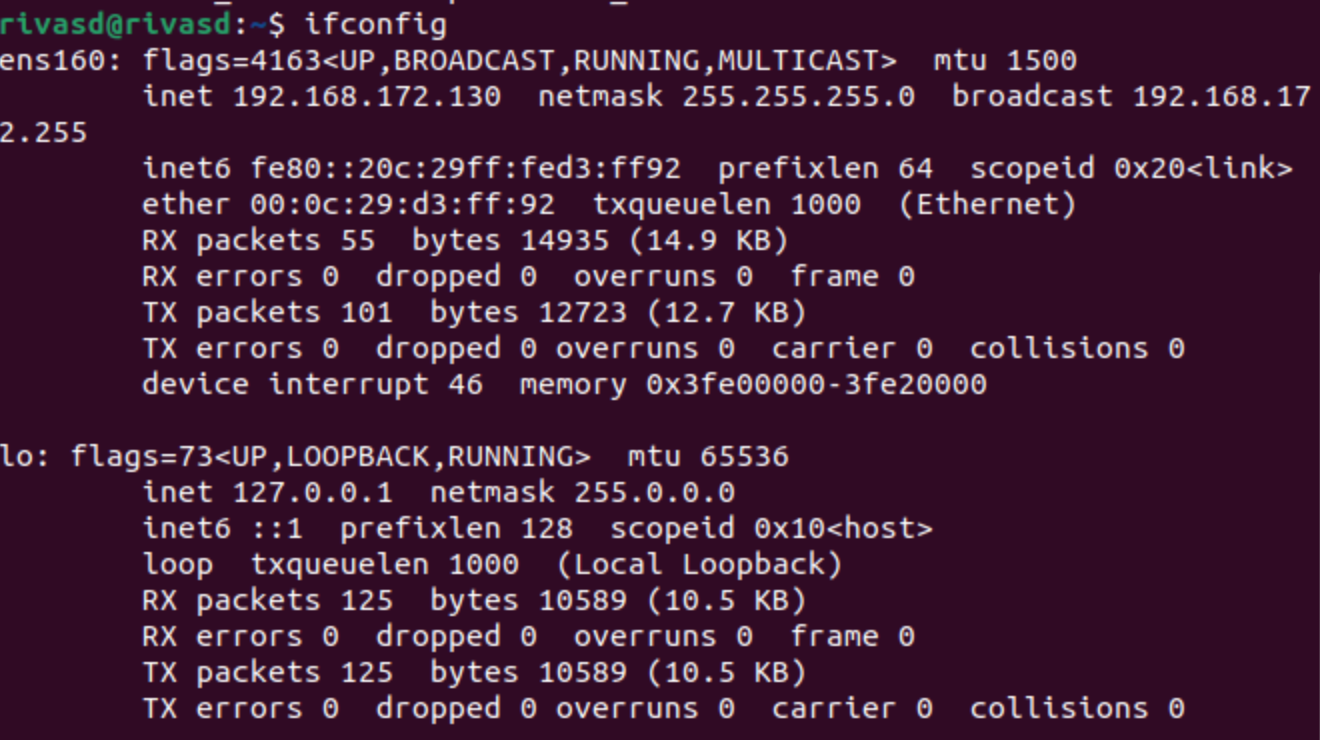 rivasd@rivasd:~$ ifconfig
ens160: flags=4163<UP,BROADCAST,RUNNING,MULTICAST>  mtu 1500
        inet 192.168.172.130  netmask 255.255.255.0  broadcast 192.168.17
2.255
        inet6 fe80::20c:29ff:fed3:ff92  prefixlen 64  scopeid 0x20<link>
        ether 00:0c:29:d3:ff:92  txqueuelen 1000  (Ethernet)
        RX packets 55  bytes 14935 (14.9 KB)
        RX errors 0  dropped 0  overruns 0  frame 0
        TX packets 101  bytes 12723 (12.7 KB)
        TX errors 0  dropped 0 overruns 0  carrier 0  collisions 0
        device interrupt 46  memory 0x3fe00000-3fe20000

lo: flags=73<UP,LOOPBACK,RUNNING>  mtu 65536
        inet 127.0.0.1  netmask 255.0.0.0
        inet6 ::1  prefixlen 128  scopeid 0x10<host>
        loop  txqueuelen 1000  (Local Loopback)
        RX packets 125  bytes 10589 (10.5 KB)
        RX errors 0  dropped 0  overruns 0  frame 0
        TX packets 125  bytes 10589 (10.5 KB)
        TX errors 0  dropped 0 overruns 0  carrier 0  collisions 0